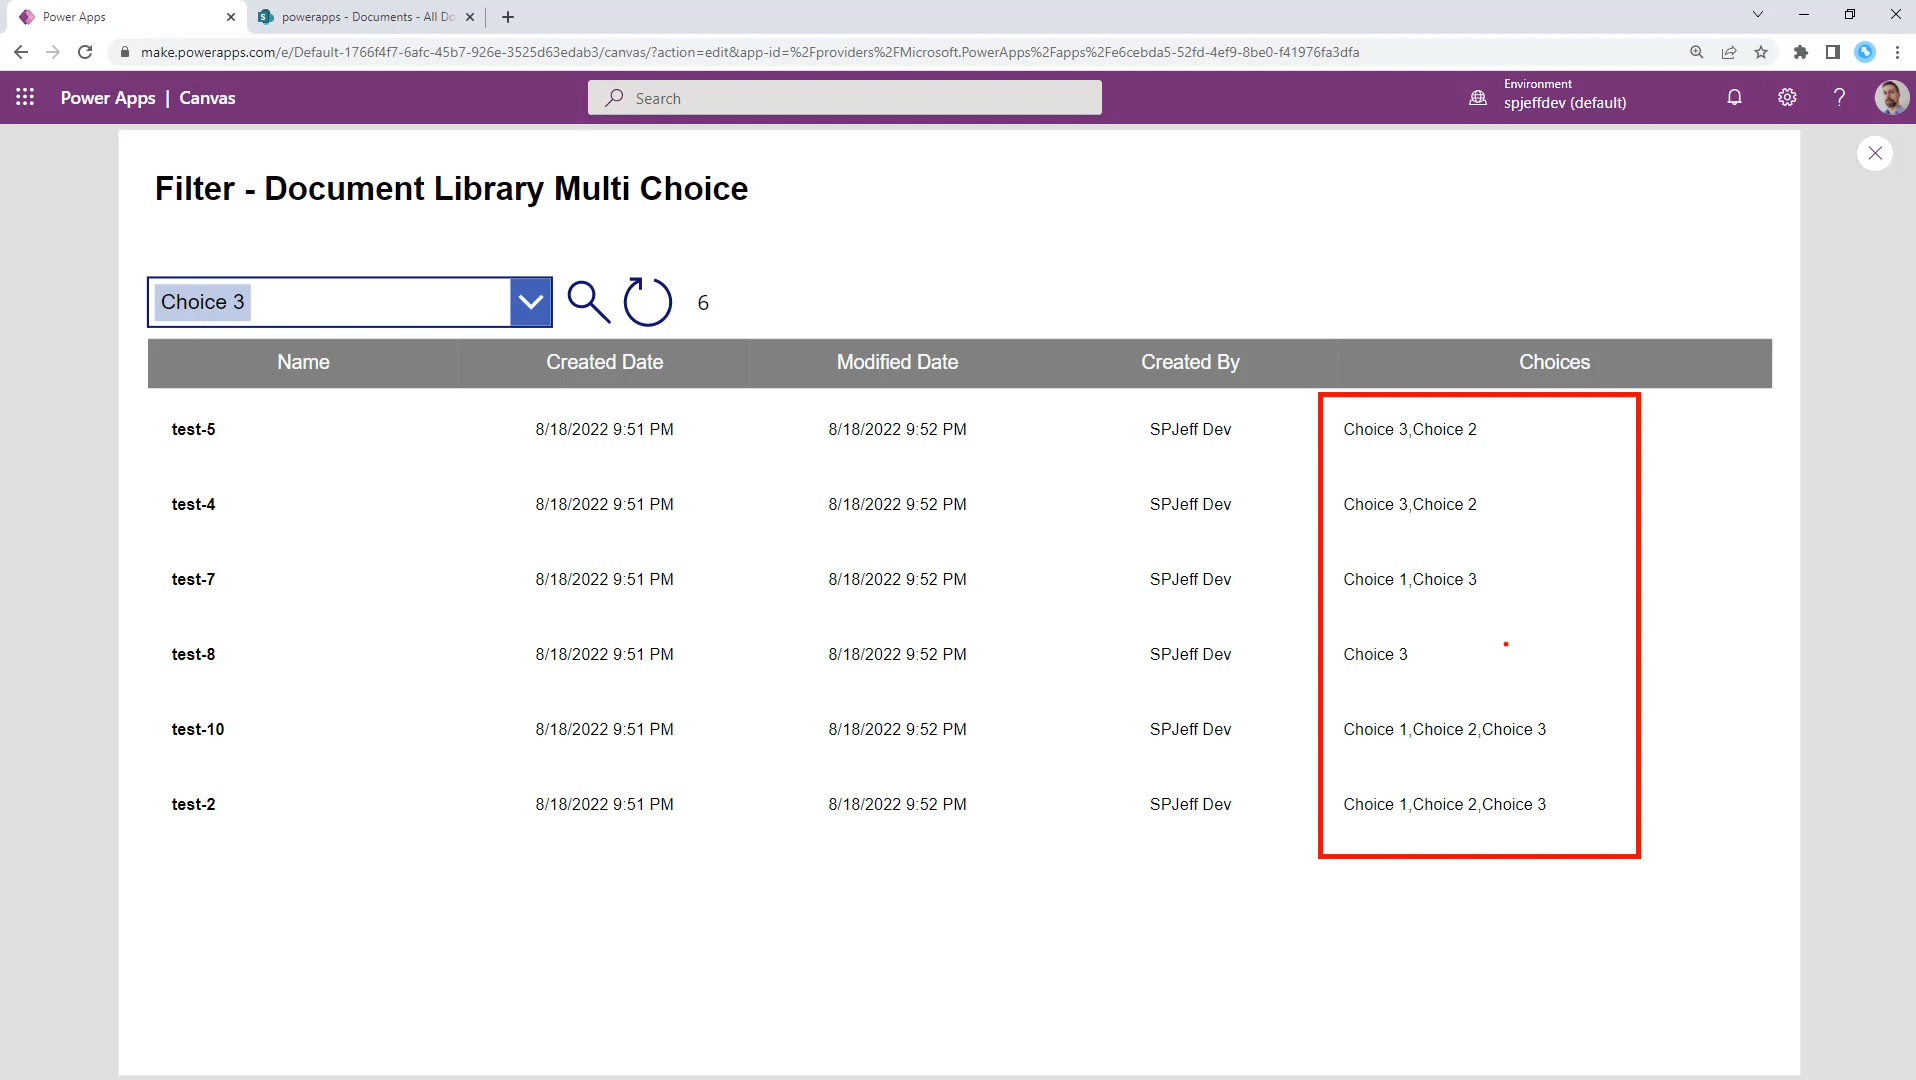 Power Apps
powerapps - Documents - All Do
make.powerapps.com/e/Default-1766f4f7-6afc-45b7-926e-3525d63edab3/canvas/?action=edit&app-id=%2Fproviders%2FMicrosoft.PowerApps%2Fapps%2Fe6cebda5-52fd-4ef9-8be0-f41976fa3dfa
Power Apps | Canvas
Search
Environment
spjeffdev (default)
Filter - Document Library Multi Choice
Choice 3
6
Name Created Date Modified Date Created By Choices
test-5 8/18/2022 9:51 PM 8/18/2022 9:52 PM SPJeff Dev Choice 3,Choice 2
test-4 8/18/2022 9:51 PM 8/18/2022 9:52 PM SPJeff Dev Choice 3,Choice 2
test-7 8/18/2022 9:51 PM 8/18/2022 9:52 PM SPJeff Dev Choice 1,Choice 3
test-8 8/18/2022 9:51 PM 8/18/2022 9:52 PM SPJeff Dev Choice 3
test-10 8/18/2022 9:51 PM 8/18/2022 9:52 PM SPJeff Dev Choice 1,Choice 2,Choice 3
test-2 8/18/2022 9:51 PM 8/18/2022 9:52 PM SPJeff Dev Choice 1,Choice 2,Choice 3